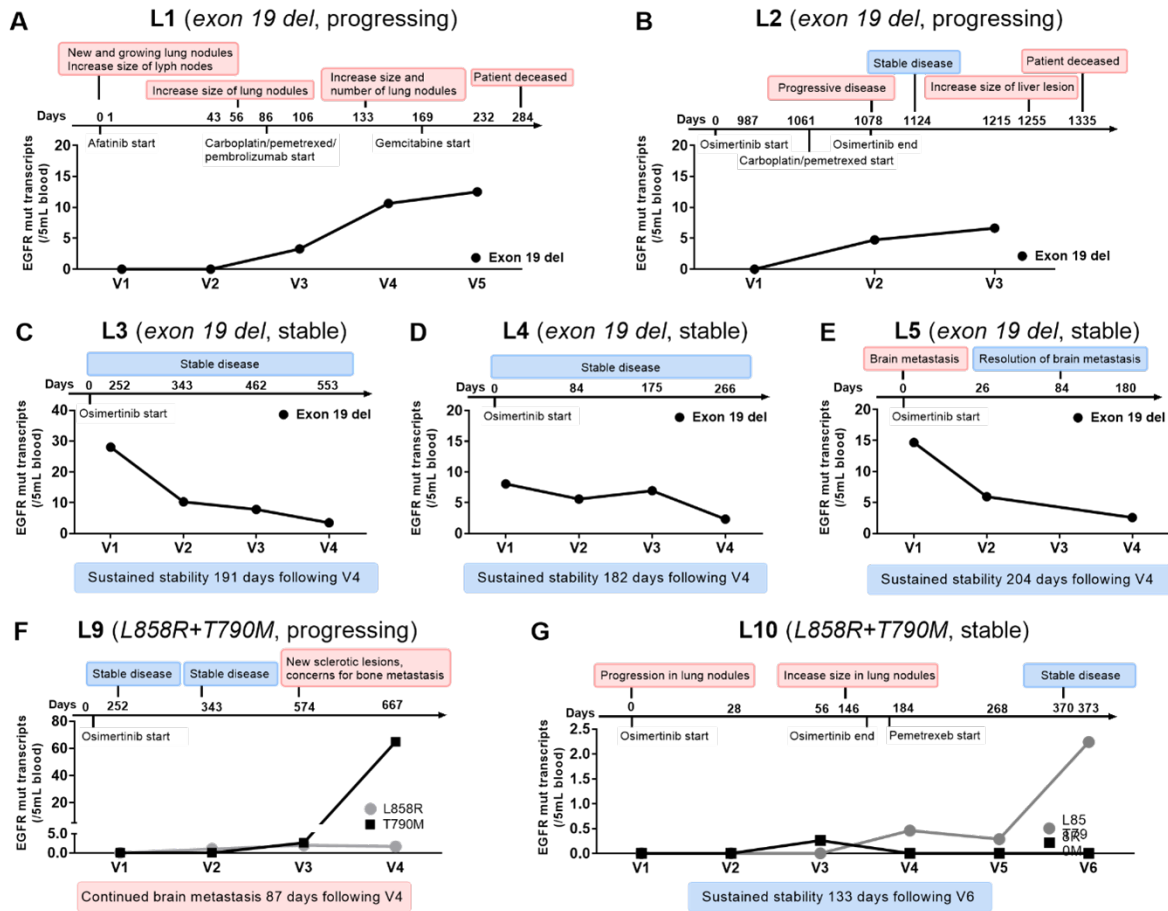 A
L1 (exon 19 del, progressing)
New and growing lung nodules
Increase size of lyph nodes
Increase size of lung nodules
Increase size and
number of lung nodules
Patient deceased
Days
0 1 43 56 86 106 133 169 232 284
Afatinib start
Carboplatin/pemetrexed/
pembrolizumab start
Gemcitabine start
EGFR mut transcripts
(/5mL blood)
20
15
10
5
0
Exon 19 del
V1 V2 V3 V4 V5
B
L2 (exon 19 del, progressing)
Stable disease
Patient deceased
Progressive disease
Increase size of liver lesion
Days 0 987 1061 1078 1124 1215 1255 1335
Osimertinib start
Osimertinib end
Carboplatin/pemetrexed start
EGFR mut transcripts
(/5mL blood)
20
15
10
5
0
Exon 19 del
V1 V2 V3
C
L3 (exon 19 del, stable)
Stable disease
Days 0 252 343 462 553
Osimertinib start
Exon 19 del
EGFR mut transcripts
(/5mL blood)
40
30
20
10
0
V1 V2 V3 V4
Sustained stability 191 days following V4
D
L4 (exon 19 del, stable)
Stable disease
Days 0 84 175 266
Osimertinib start
Exon 19 del
EGFR mut transcripts
(/5mL blood)
20
15
10
5
0
V1 V2 V3 V4
Sustained stability 182 days following V4
E
L5 (exon 19 del, stable)
Brain metastasis
Resolution of brain metastasis
Days 0 26 84 180
Osimertinib start
Exon 19 del
EGFR mut transcripts
(/5mL blood)
20
15
10
5
0
V1 V2 V3 V4
Sustained stability 204 days following V4
F
L9 (L858R+T790M, progressing)
Stable disease
Stable disease
New sclerotic lesions,
concerns for bone metastasis
Days 0 252 343 574 667
Osimertinib start
EGFR mut transcripts
(/5mL blood)
80
60
40
20
5.0
0.0
L858R
T790M
V1 V2 V3 V4
Continued brain metastasis 87 days following V4
G
L10 (L858R+T790M, stable)
Progression in lung nodules
Incease size in lung nodules
Stable disease
Days 0 28 56 146 184 268 370 373
Osimertinib start
Osimertinib end
Pemetrexeb start
EGFR mut transcripts
(/5mL blood)
2.5
2.0
1.5
1.0
0.5
0.0
L85
8R
T79
0M
V1 V2 V3 V4 V5 V6
Sustained stability 133 days following V6